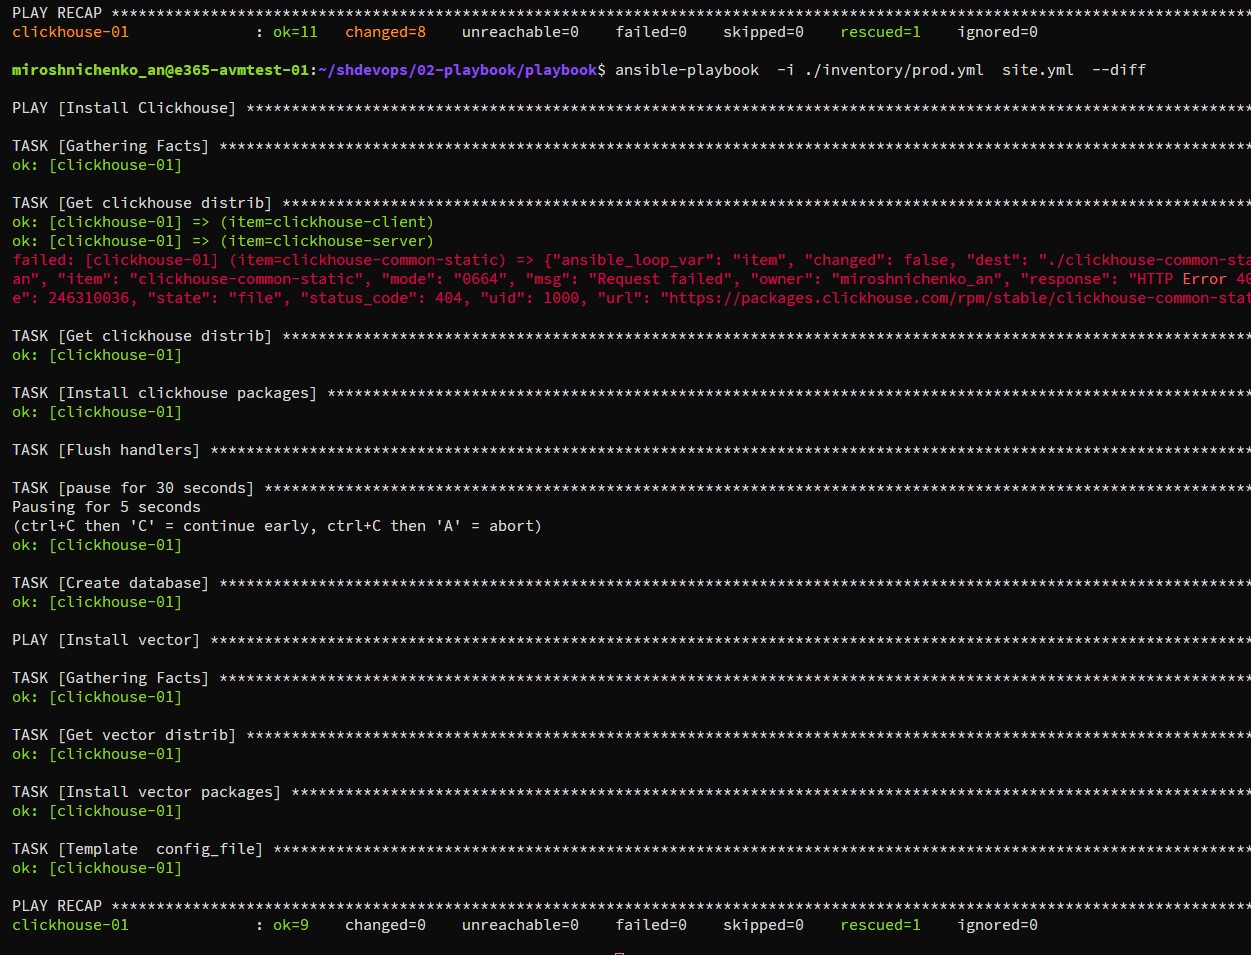 PLAY RECAP ******************************************************************************************************************************
clickhouse-01              : ok=11   changed=8    unreachable=0    failed=0    skipped=0    rescued=1    ignored=0
miroshnichenko_an@e365-avmtest-01:~/shdevops/02-playbook/playbook$ ansible-playbook  -i ./inventory/prod.yml  site.yml  --diff
PLAY [Install Clickhouse] ***************************************************************************************************************
TASK [Gathering Facts] ******************************************************************************************************************
ok: [clickhouse-01]
TASK [Get clickhouse distrib] ***********************************************************************************************************
ok: [clickhouse-01] => (item=clickhouse-client)
ok: [clickhouse-01] => (item=clickhouse-server)
failed: [clickhouse-01] (item=clickhouse-common-static) => {"ansible_loop_var": "item", "changed": false, "dest": "./clickhouse-common-sta
an", "item": "clickhouse-common-static", "mode": "0664", "msg": "Request failed", "owner": "miroshnichenko_an", "response": "HTTP Error 40
e": 246310036, "state": "file", "status_code": 404, "uid": 1000, "url": "https://packages.clickhouse.com/rpm/stable/clickhouse-common-stat
TASK [Get clickhouse distrib] ***********************************************************************************************************
ok: [clickhouse-01]
TASK [Install clickhouse packages] ******************************************************************************************************
ok: [clickhouse-01]
TASK [Flush handlers] *******************************************************************************************************************
TASK [pause for 30 seconds] *************************************************************************************************************
Pausing for 5 seconds
(ctrl+C then 'C' = continue early, ctrl+C then 'A' = abort)
ok: [clickhouse-01]
TASK [Create database] ******************************************************************************************************************
ok: [clickhouse-01]
PLAY [Install vector] *******************************************************************************************************************
TASK [Gathering Facts] ******************************************************************************************************************
ok: [clickhouse-01]
TASK [Get vector distrib] ***************************************************************************************************************
ok: [clickhouse-01]
TASK [Install vector packages] **********************************************************************************************************
ok: [clickhouse-01]
TASK [Template  config_file] ************************************************************************************************************
ok: [clickhouse-01]
PLAY RECAP ******************************************************************************************************************************
clickhouse-01              : ok=9    changed=0    unreachable=0    failed=0    skipped=0    rescued=1    ignored=0